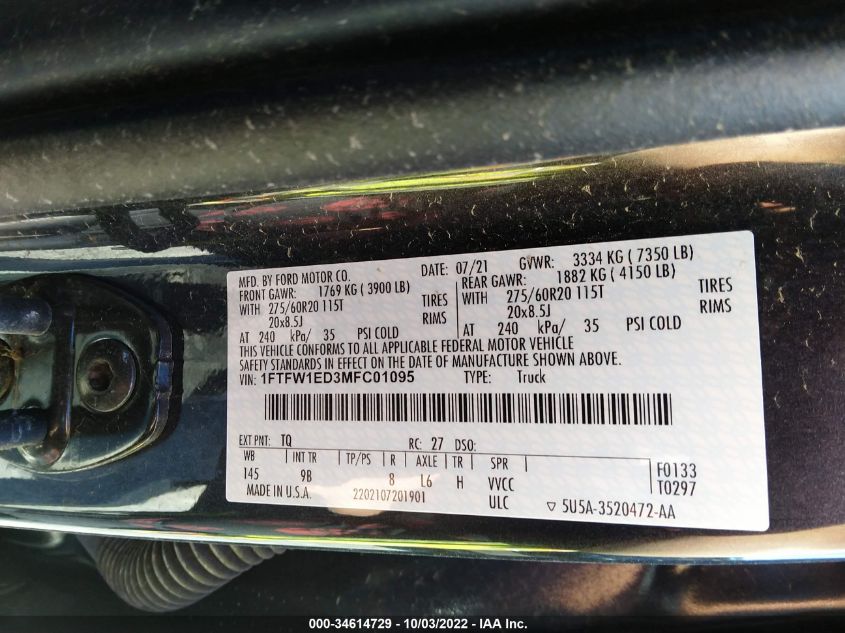 MFD. BY FORD MOTOR CO. DATE: 07/21 GVWR: 3334 KG ( 7350 LB)
FRONT GAWR: 1769 KG ( 3900 LB) REAR GAWR: 1882 KG ( 4150 LB)
WITH 275/60R20 115T TIRES WITH 275/60R20 115T TIRES
20x8.5J RIMS 20x8.5J RIMS
AT 240 kPa/ 35 PSI COLD AT 240 kPa/ 35 PSI COLD
THIS VEHICLE CONFORMS TO ALL APPLICABLE FEDERAL MOTOR VEHICLE
SAFETY STANDARDS IN EFFECT ON THE DATE OF MANUFACTURE SHOWN ABOVE.
VIN: 1FTFW1ED3MFC01095 TYPE: Truck
EXT PNT: TQ RC: 27 DSO:
WB INT TR TP/PS R AXLE TR SPR F0133
145 9B 8 L6 H VVCC T0297
MADE IN U.S.A. 2202107201901 ULC ▽ 5U5A-3520472-AA
000-34614729 - 10/03/2022 - IAA Inc.